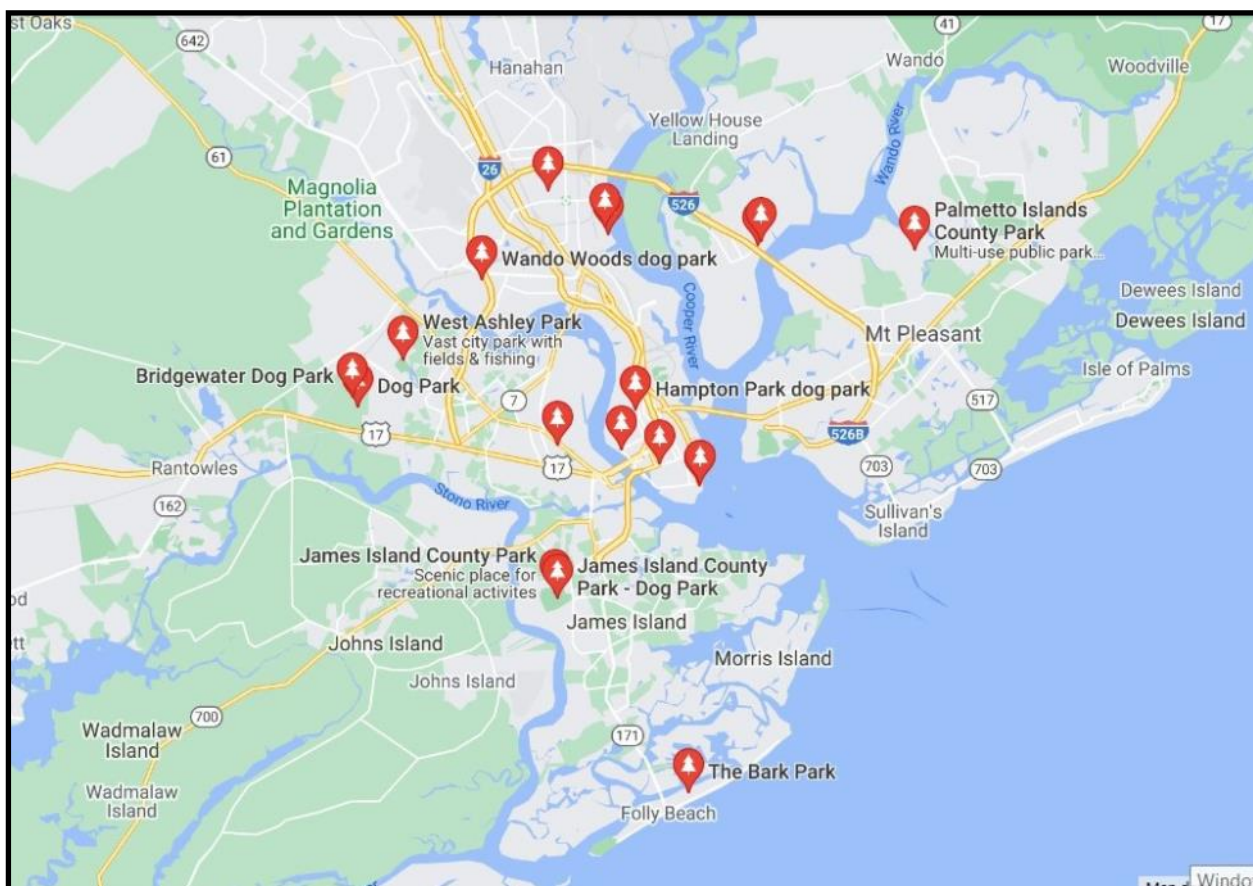 st Oaks
642
Hanahan
41
Wando
17
Woodville
Yellow House
Landing
Wando River
61
26
Magnolia
Plantation
and Gardens
526
Palmetto Islands
County Park
Multi-use public park...
Wando Woods dog park
Cooper River
Dewees Island
Dewees Island
West Ashley Park
Vast city park with
fields & fishing
Mt Pleasant
Bridgewater Dog Park
Dog Park
Hampton Park dog park
Isle of Palms
7
517
17
526B
Rantowles
17
703
703
Stono River
162
Sullivan's
Island
James Island County Park
Scenic place for
recreational activites
James Island County
Park - Dog Park
od
ett
James Island
Johns Island
Morris Island
Johns Island
700
Wadmalaw
Island
171
The Bark Park
Wadmalaw
Island
Folly Beach
Window